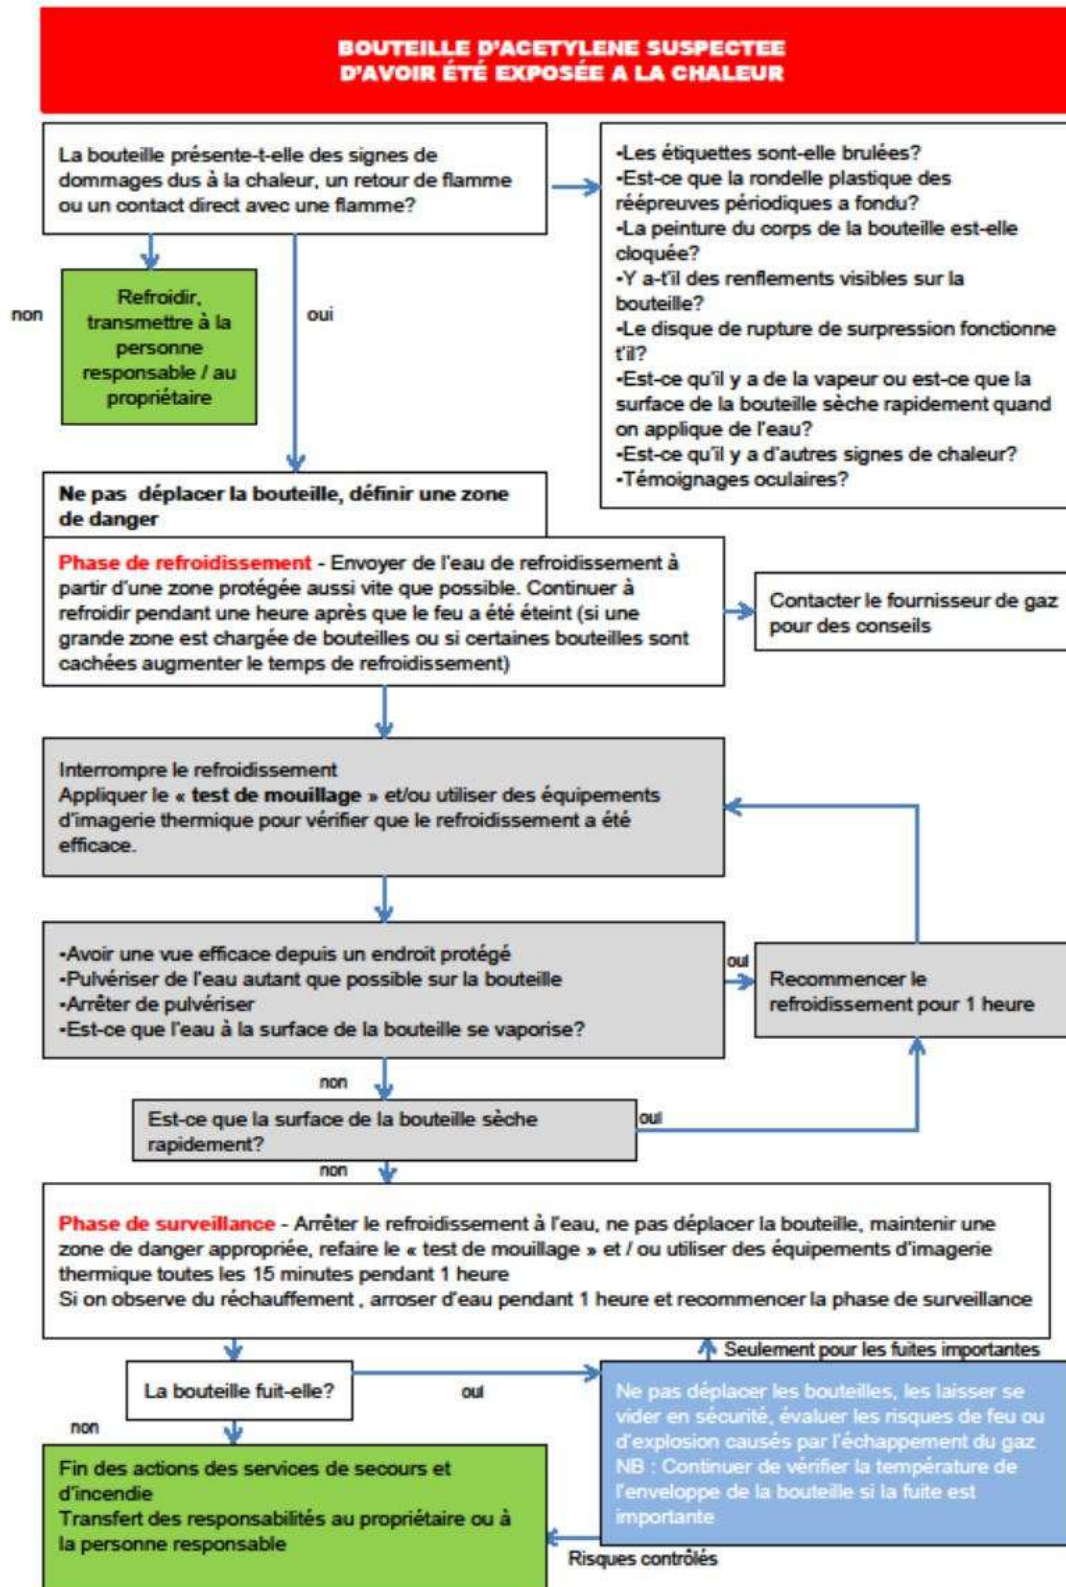 BOUTEILLE D'ACETYLENE SUSPECTEE
D'AVOIR ÉTÉ EXPOSÉE A LA CHALEUR
La bouteille présente-t-elle des signes de
dommages dus à la chaleur, un retour de flamme
ou un contact direct avec une flamme?
•Les étiquettes sont-elle brulées?
•Est-ce que la rondelle plastique des
réépreuves périodiques a fondu?
•La peinture du corps de la bouteille est-elle
cloquée?
•Y a-t'il des renflements visibles sur la
bouteille?
•Le disque de rupture de surpression fonctionne
t'il?
•Est-ce qu'il y a de la vapeur ou est-ce que la
surface de la bouteille sèche rapidement quand
on applique de l'eau?
•Est-ce qu'il y a d'autres signes de chaleur?
•Témoignages oculaires?
non
Refroidir,
transmettre à la
personne
responsable / au
propriétaire
oui
Ne pas déplacer la bouteille, définir une zone
de danger
Phase de refroidissement - Envoyer de l'eau de refroidissement à
partir d'une zone protégée aussi vite que possible. Continuer à
refroidir pendant une heure après que le feu a été éteint (si une
grande zone est chargée de bouteilles ou si certaines bouteilles sont
cachées augmenter le temps de refroidissement)
Contacter le fournisseur de gaz
pour des conseils
Interrompre le refroidissement
Appliquer le « test de mouillage » et/ou utiliser des équipements
d'imagerie thermique pour vérifier que le refroidissement a été
efficace.
•Avoir une vue efficace depuis un endroit protégé
•Pulvériser de l'eau autant que possible sur la bouteille
•Arrêter de pulvériser
•Est-ce que l'eau à la surface de la bouteille se vaporise?
oui
Recommencer le
refroidissement pour 1 heure
non
Est-ce que la surface de la bouteille sèche
rapidement?
oui
non
Phase de surveillance - Arrêter le refroidissement à l'eau, ne pas déplacer la bouteille, maintenir une
zone de danger appropriée, refaire le « test de mouillage » et / ou utiliser des équipements d'imagerie
thermique toutes les 15 minutes pendant 1 heure
Si on observe du réchauffement , arroser d'eau pendant 1 heure et recommencer la phase de surveillance
Seulement pour les fuites importantes
La bouteille fuit-elle?
oui
Ne pas déplacer les bouteilles, les laisser se
vider en sécurité, évaluer les risques de feu ou
d'explosion causés par l'échappement du gaz
NB : Continuer de vérifier la température de
l'enveloppe de la bouteille si la fuite est
importante
non
Fin des actions des services de secours et
d'incendie
Transfert des responsabilités au propriétaire ou à
la personne responsable
Risques contrôlés